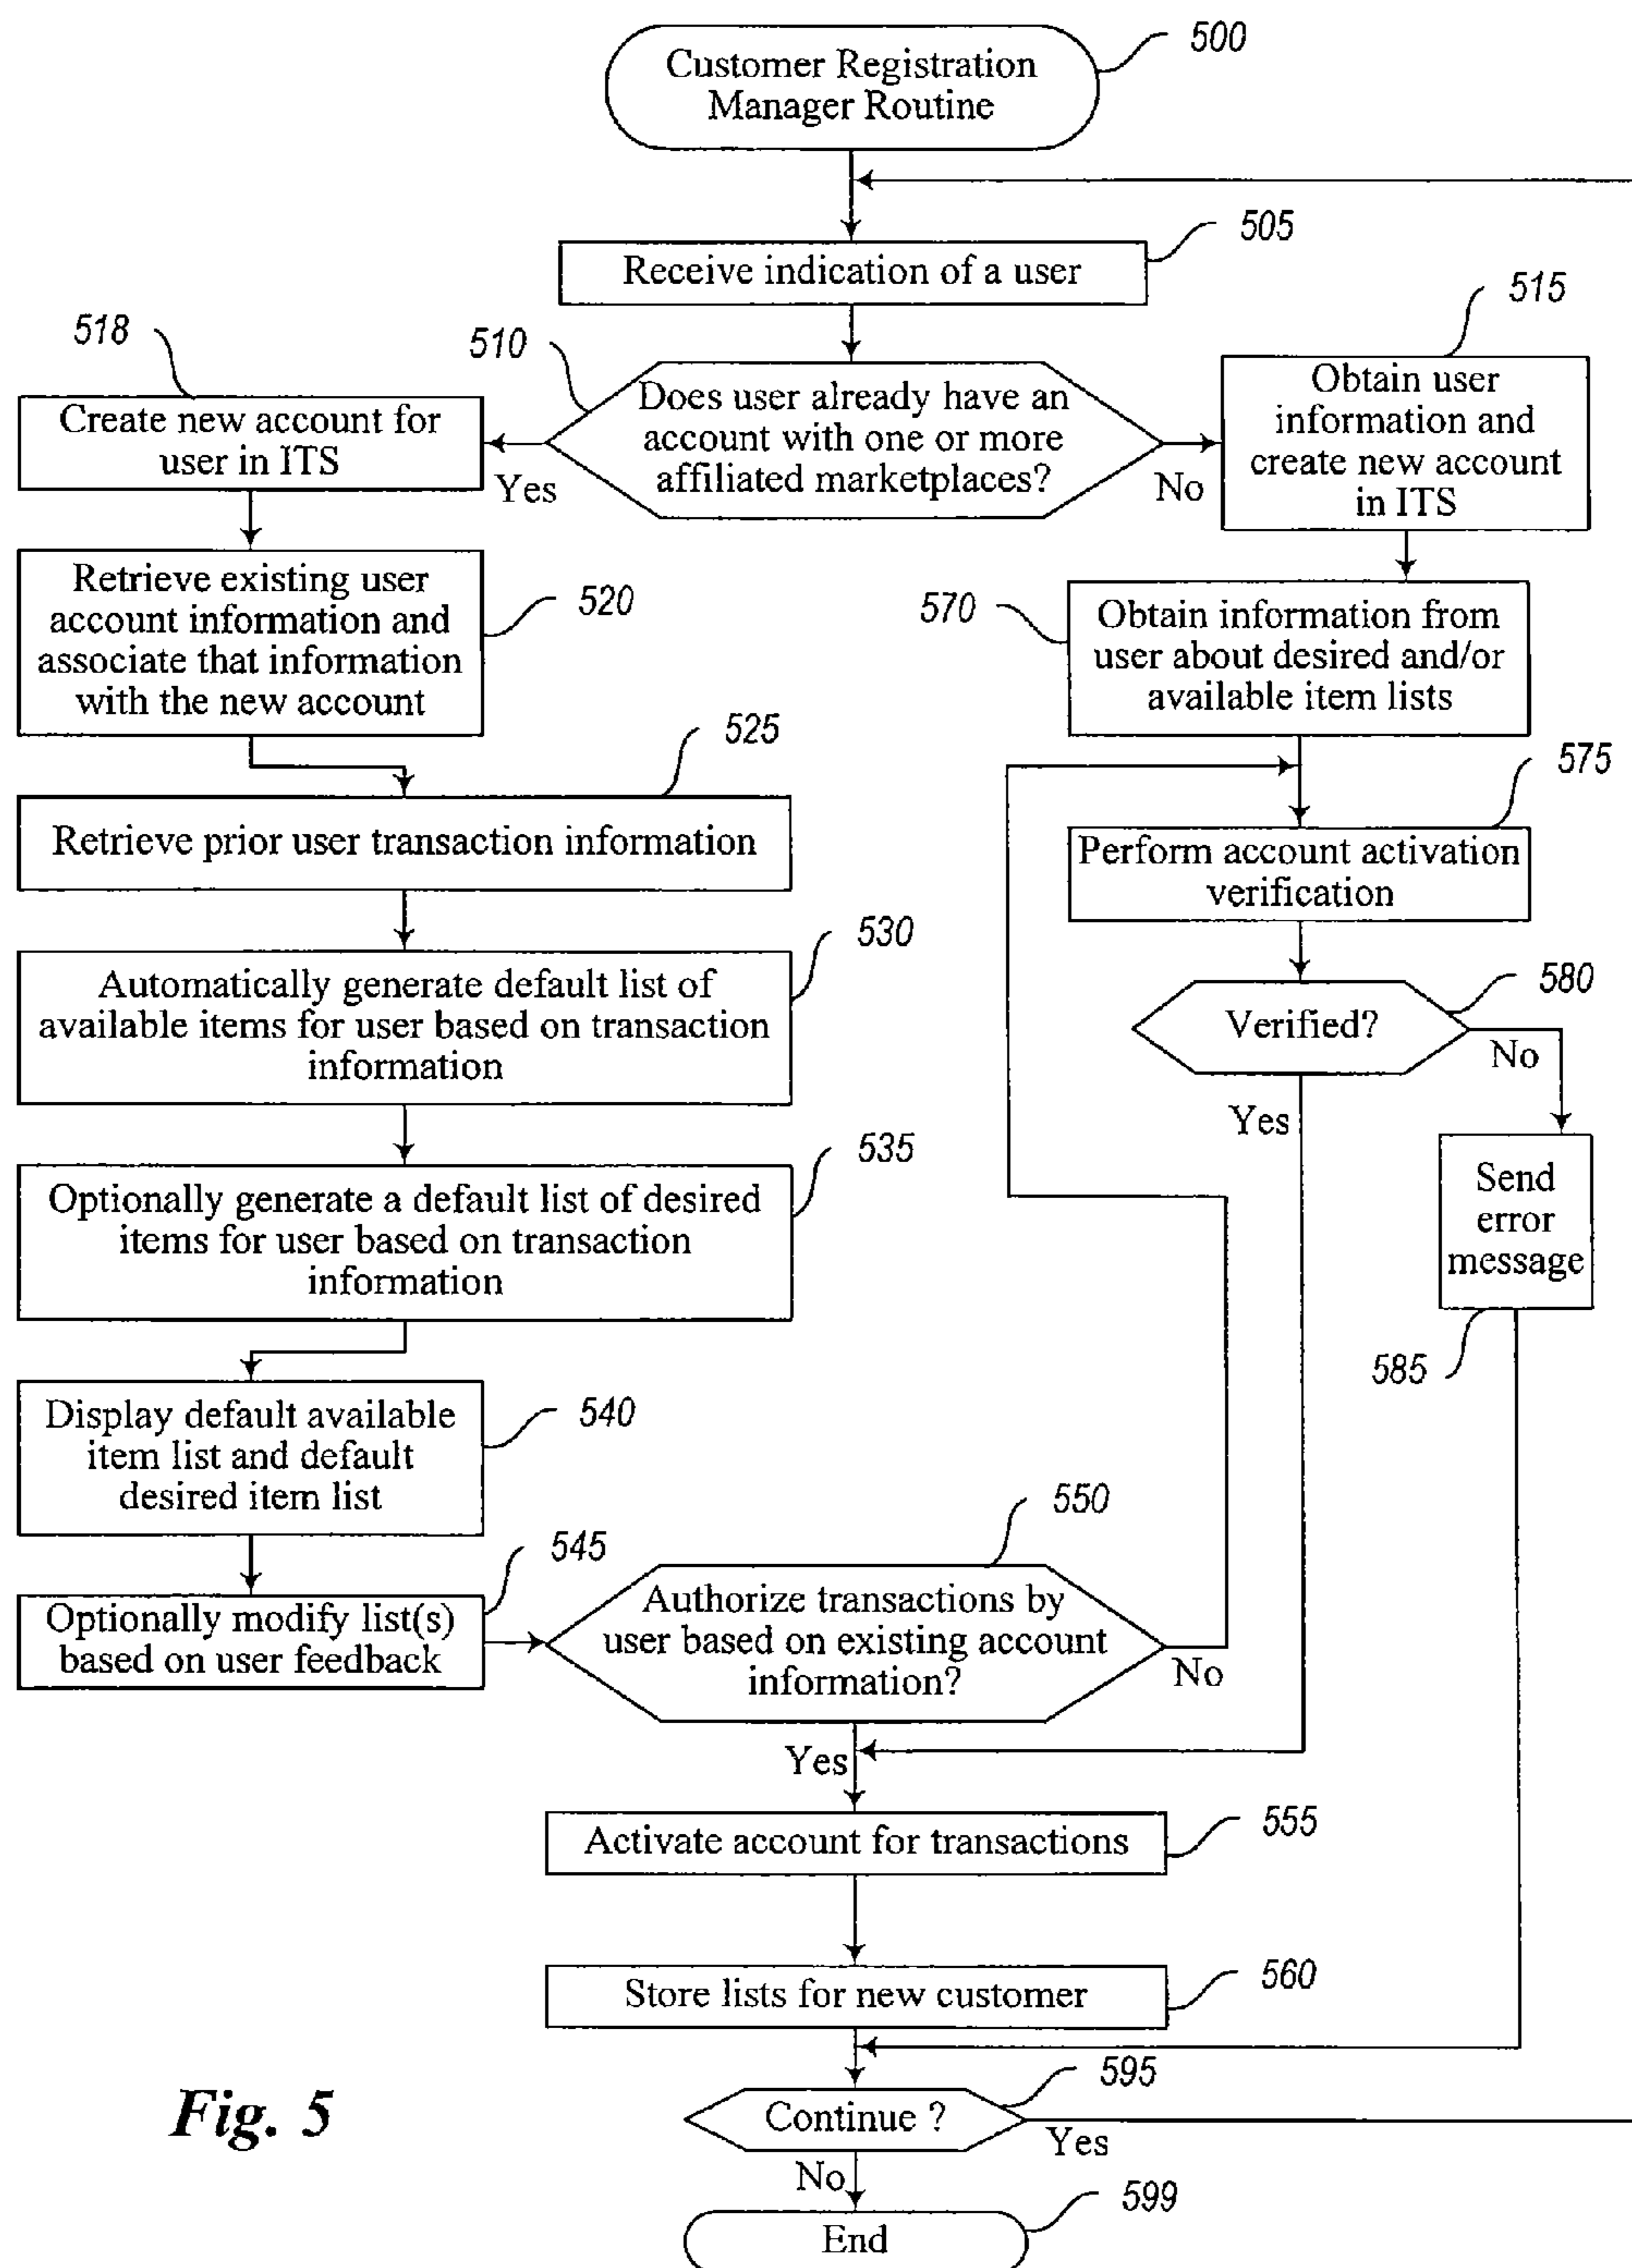 500
Customer Registration
Manager Routine
505
Receive indication of a user
510
Does user already have an
account with one or more
affiliated marketplaces?
Yes
No
518
Create new account for
user in ITS
515
Obtain user
information and
create new account
in ITS
520
Retrieve existing user
account information and
associate that information
with the new account
570
Obtain information from
user about desired and/or
available item lists
525
Retrieve prior user transaction information
575
Perform account activation
verification
530
Automatically generate default list of
available items for user based on transaction
information
580
Verified?
No
Yes
535
Optionally generate a default list of desired
items for user based on transaction
information
Send
error
message
585
540
Display default available
item list and default
desired item list
545
Optionally modify list(s)
based on user feedback
550
Authorize transactions by
user based on existing account
information?
No
Yes
555
Activate account for transactions
560
Store lists for new customer
595
Continue ?
Yes
No
599
End
Fig. 5